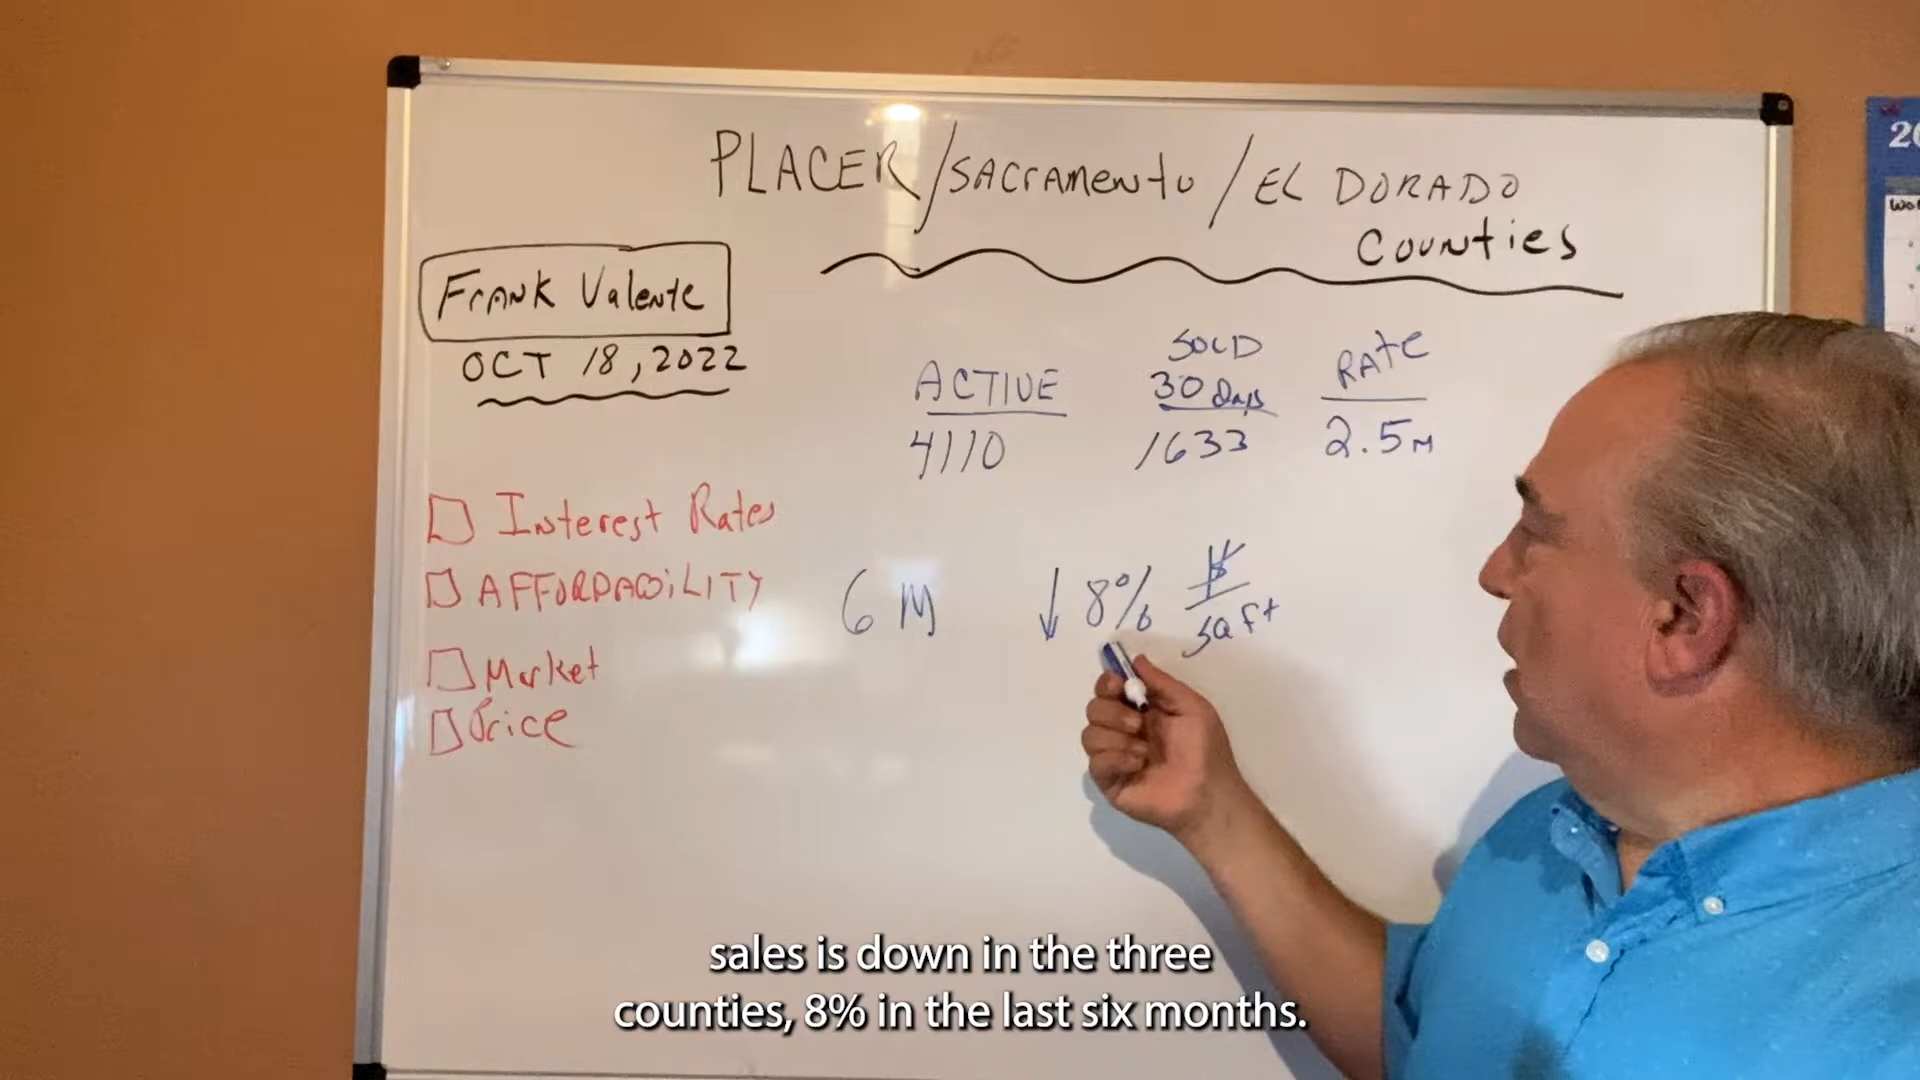 PLACER/SACramento/EL DORADO
Counties
Frank Valente
OCT 18, 2022
ACTIVE
4110
SOLD
30 Days
1633
RATE
2.5M
Interest Rates
AFFORDABILITY
Market
Price
6 M
↓ 8% $/sqft
sales is down in the three
counties, 8% in the last six months.